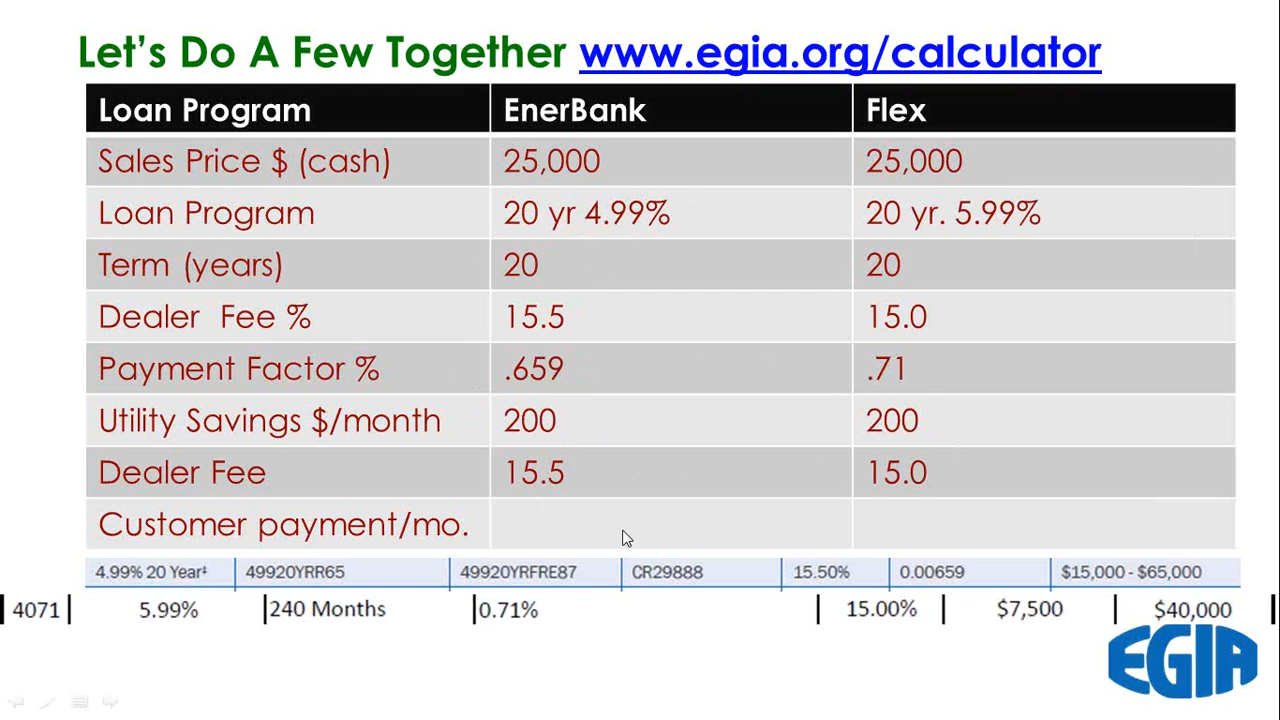 Let's Do A Few Together www.egia.org/calculator
Loan Program EnerBank Flex
Sales Price $ (cash) 25,000 25,000
Loan Program 20 yr 4.99% 20 yr. 5.99%
Term (years) 20 20
Dealer  Fee % 15.5 15.0
Payment Factor % .659 .71
Utility Savings $/month 200 200
Dealer Fee 15.5 15.0
Customer payment/mo.
4.99% 20 Year‡ 49920YRR65 49920YRFRE87 CR29888 15.50% 0.00659 $15,000 - $65,000
4071 5.99% 240 Months 0.71% 15.00% $7,500 $40,000
EGIA